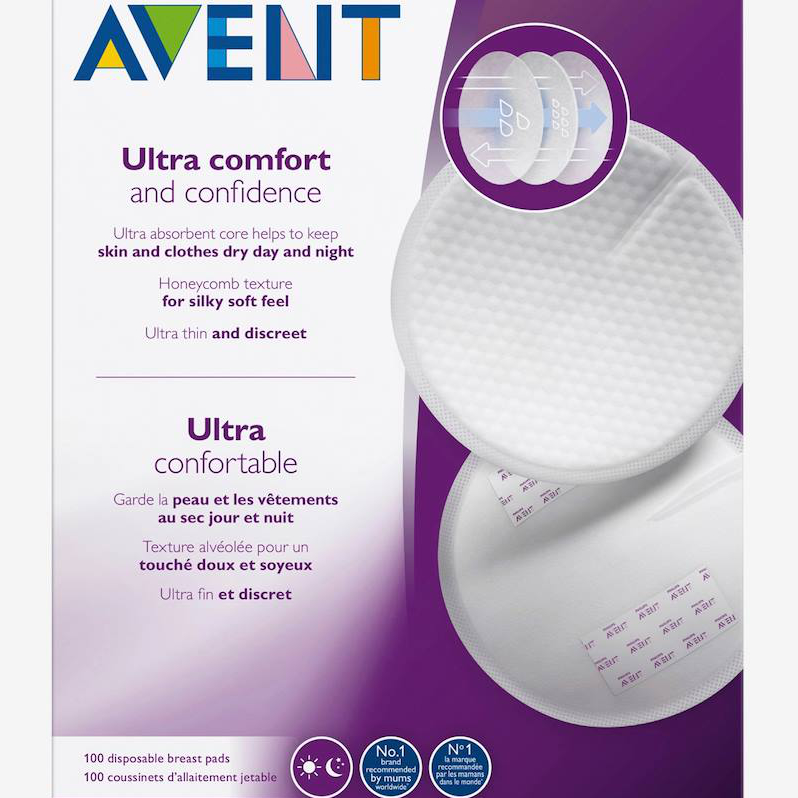 AVENT
Ultra comfort
and confidence
Ultra absorbent core helps to keep
skin and clothes dry day and night
Honeycomb texture
for silky soft feel
Ultra thin and discreet
Ultra
confortable
Garde la peau et les vêtements
au sec jour et nuit
Texture alvéolée pour un
touché doux et soyeux
Ultra fin et discret
100 disposable breast pads
100 coussinets d'allaitement jetable
No.1
brand
recommended
by mums
worldwide*
N°1
la marque
recommandée
par les mamans
dans le monde*